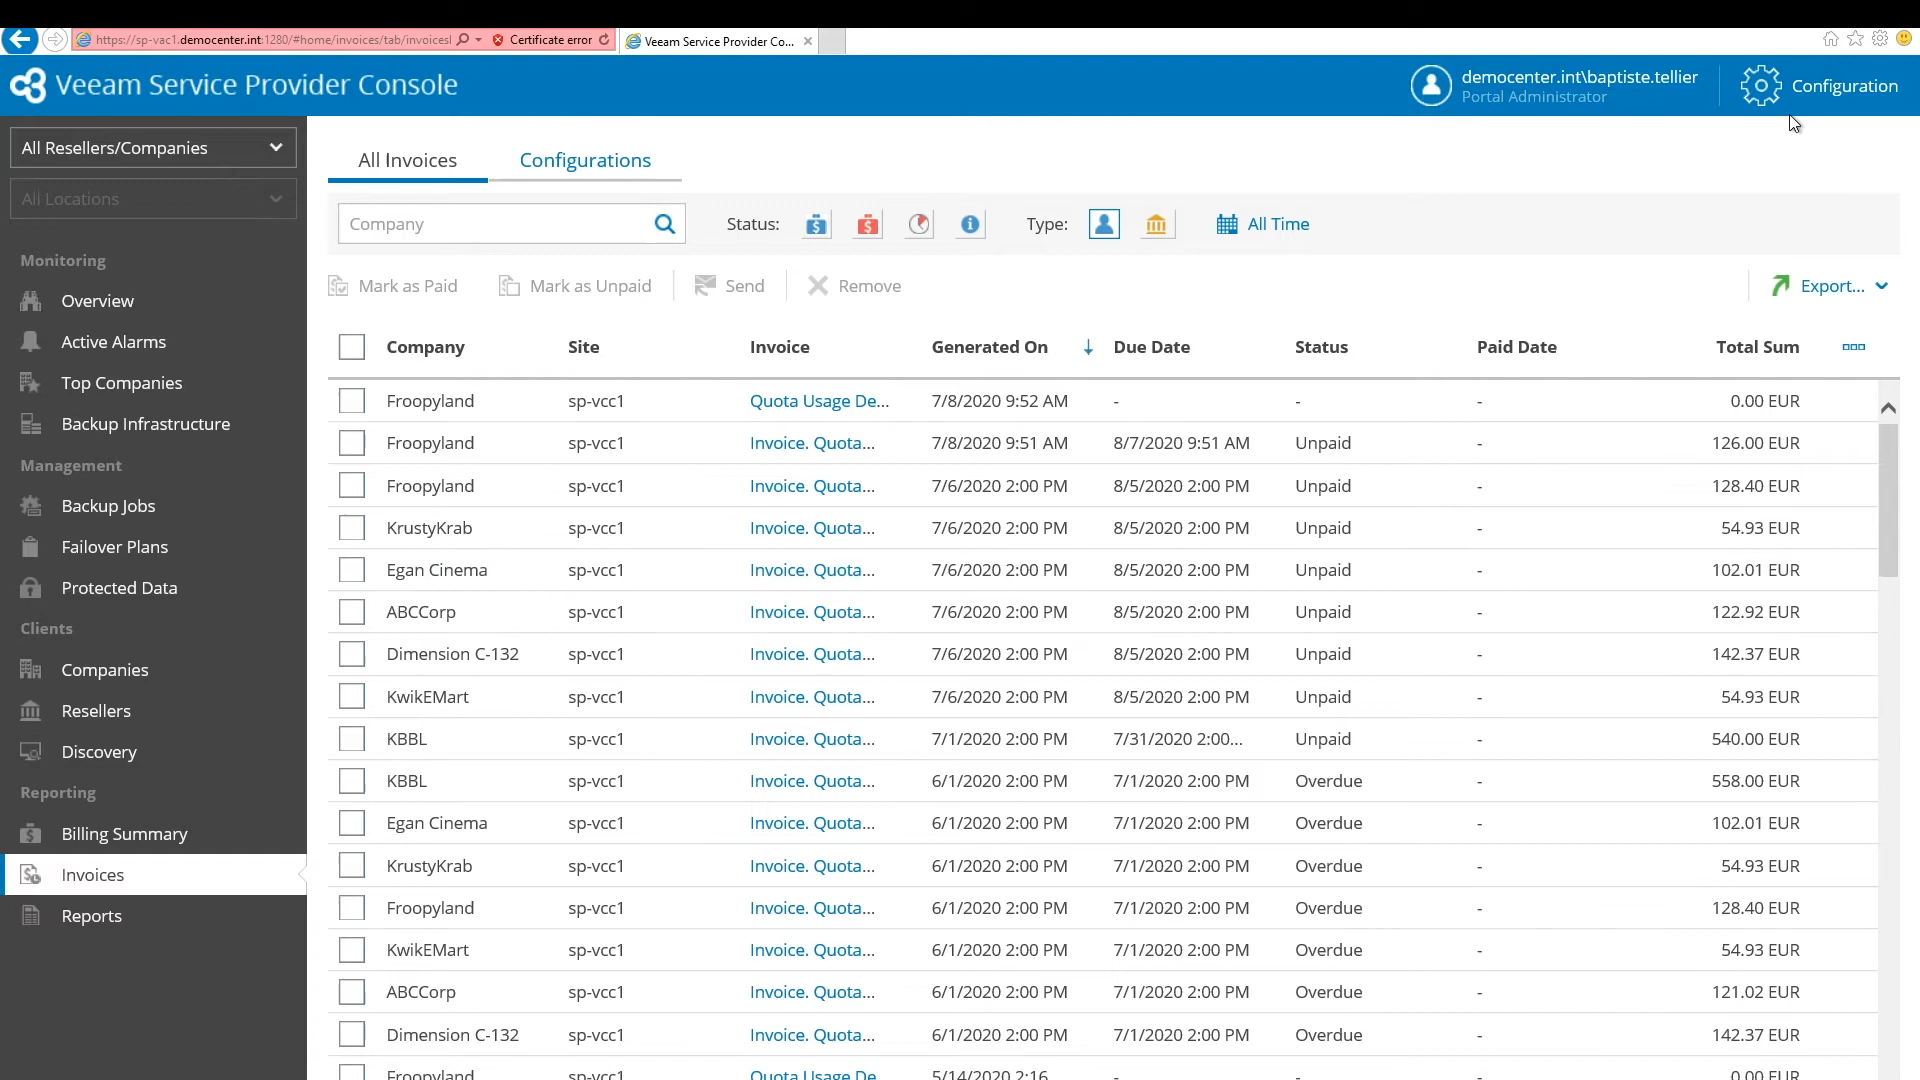 https://sp-vac1.democenter.int:1280/#home/invoices/tab/invoicesl Certificate error Veeam Service Provider Co...
Veeam Service Provider Console
democenter.int\baptiste.tellier
Portal Administrator
Configuration
All Resellers/Companies
All Locations
Monitoring
Overview
Active Alarms
Top Companies
Backup Infrastructure
Management
Backup Jobs
Failover Plans
Protected Data
Clients
Companies
Resellers
Discovery
Reporting
Billing Summary
Invoices
Reports
All Invoices Configurations
Company Status: Type: All Time
Mark as Paid Mark as Unpaid Send Remove Export...
Company Site Invoice Generated On Due Date Status Paid Date Total Sum
Froopyland sp-vcc1 Quota Usage De... 7/8/2020 9:52 AM - - - 0.00 EUR
Froopyland sp-vcc1 Invoice. Quota... 7/8/2020 9:51 AM 8/7/2020 9:51 AM Unpaid - 126.00 EUR
Froopyland sp-vcc1 Invoice. Quota... 7/6/2020 2:00 PM 8/5/2020 2:00 PM Unpaid - 128.40 EUR
KrustyKrab sp-vcc1 Invoice. Quota... 7/6/2020 2:00 PM 8/5/2020 2:00 PM Unpaid - 54.93 EUR
Egan Cinema sp-vcc1 Invoice. Quota... 7/6/2020 2:00 PM 8/5/2020 2:00 PM Unpaid - 102.01 EUR
ABCCorp sp-vcc1 Invoice. Quota... 7/6/2020 2:00 PM 8/5/2020 2:00 PM Unpaid - 122.92 EUR
Dimension C-132 sp-vcc1 Invoice. Quota... 7/6/2020 2:00 PM 8/5/2020 2:00 PM Unpaid - 142.37 EUR
KwikEMart sp-vcc1 Invoice. Quota... 7/6/2020 2:00 PM 8/5/2020 2:00 PM Unpaid - 54.93 EUR
KBBL sp-vcc1 Invoice. Quota... 7/1/2020 2:00 PM 7/31/2020 2:00... Unpaid - 540.00 EUR
KBBL sp-vcc1 Invoice. Quota... 6/1/2020 2:00 PM 7/1/2020 2:00 PM Overdue - 558.00 EUR
Egan Cinema sp-vcc1 Invoice. Quota... 6/1/2020 2:00 PM 7/1/2020 2:00 PM Overdue - 102.01 EUR
KrustyKrab sp-vcc1 Invoice. Quota... 6/1/2020 2:00 PM 7/1/2020 2:00 PM Overdue - 54.93 EUR
Froopyland sp-vcc1 Invoice. Quota... 6/1/2020 2:00 PM 7/1/2020 2:00 PM Overdue - 128.40 EUR
KwikEMart sp-vcc1 Invoice. Quota... 6/1/2020 2:00 PM 7/1/2020 2:00 PM Overdue - 54.93 EUR
ABCCorp sp-vcc1 Invoice. Quota... 6/1/2020 2:00 PM 7/1/2020 2:00 PM Overdue - 121.02 EUR
Dimension C-132 sp-vcc1 Invoice. Quota... 6/1/2020 2:00 PM 7/1/2020 2:00 PM Overdue - 142.37 EUR
Froopyland sp-vcc1 Quota Usage De... 5/14/2020 2:16 - - - 0.00 EUR